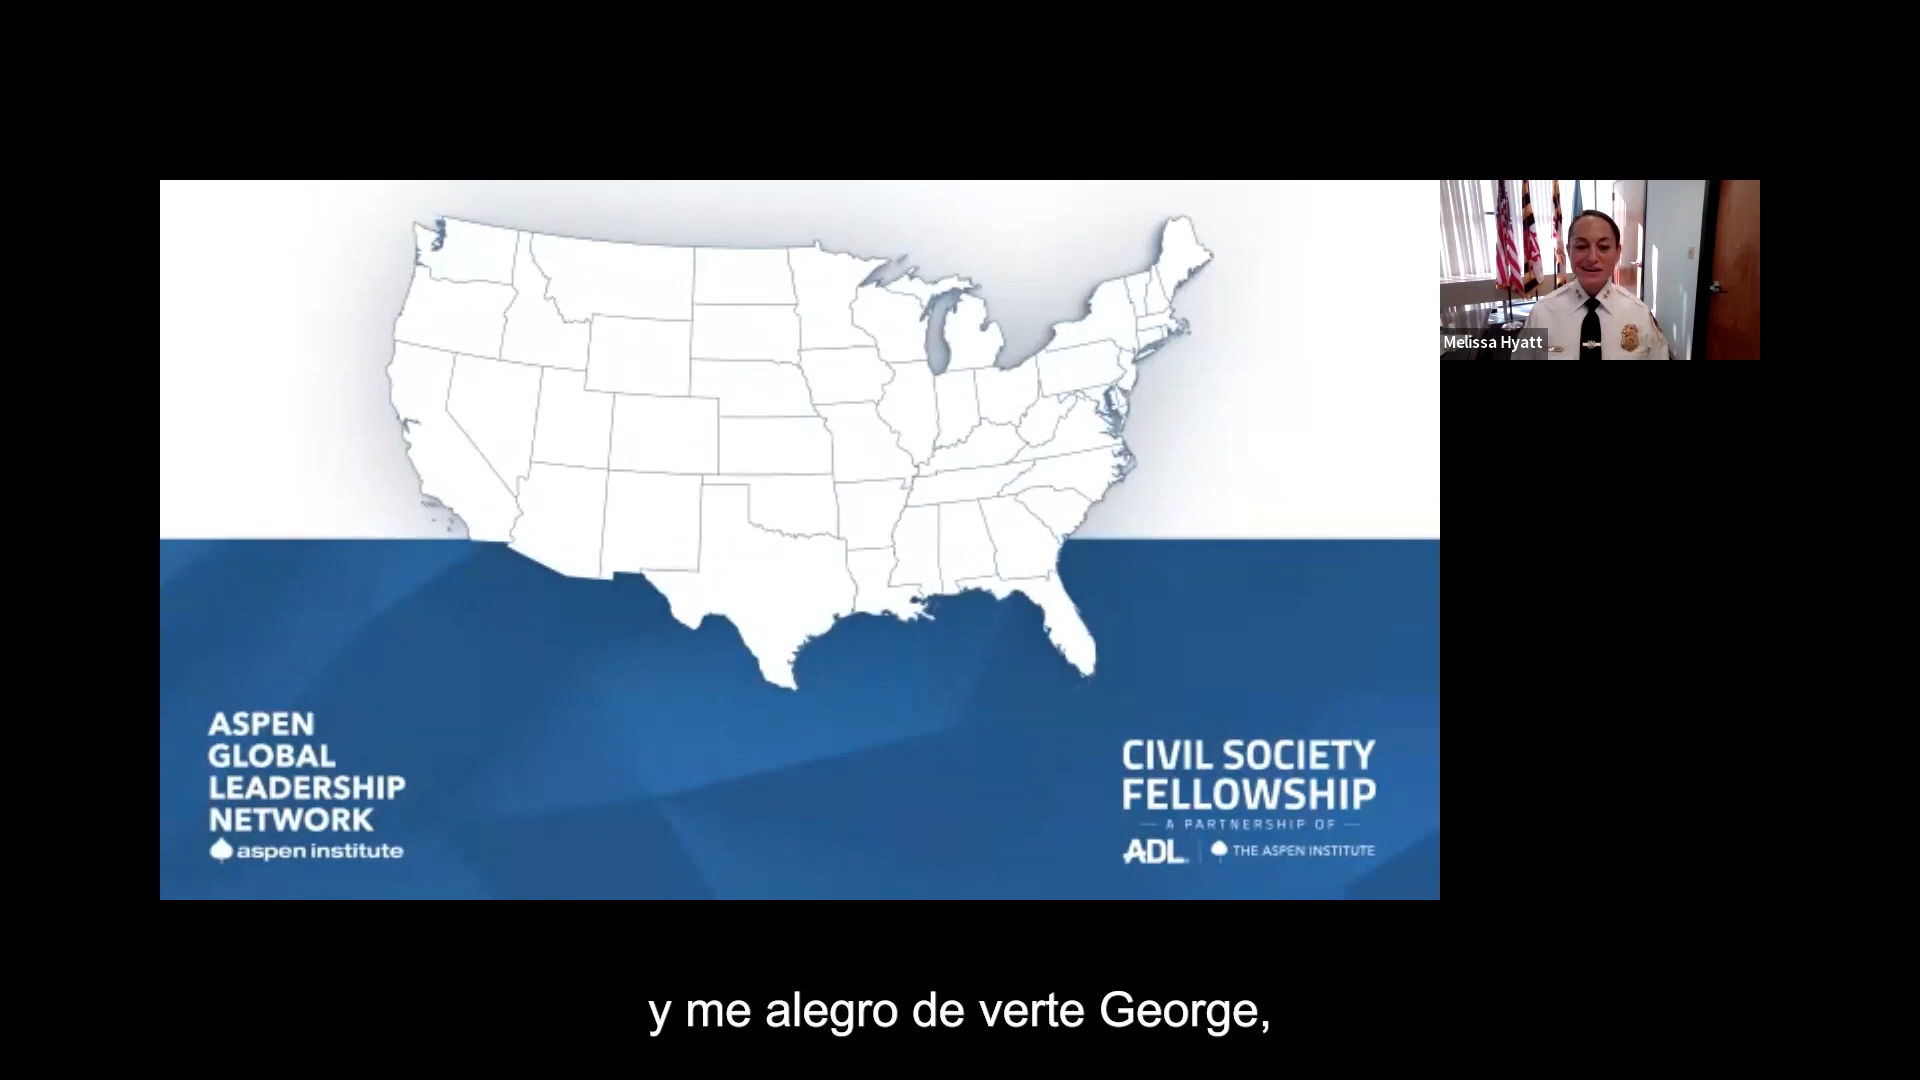 Melissa Hyatt
ASPEN
GLOBAL
LEADERSHIP
NETWORK
aspen institute
CIVIL SOCIETY
FELLOWSHIP
— A PARTNERSHIP OF —
ADL | THE ASPEN INSTITUTE
y me alegro de verte George,